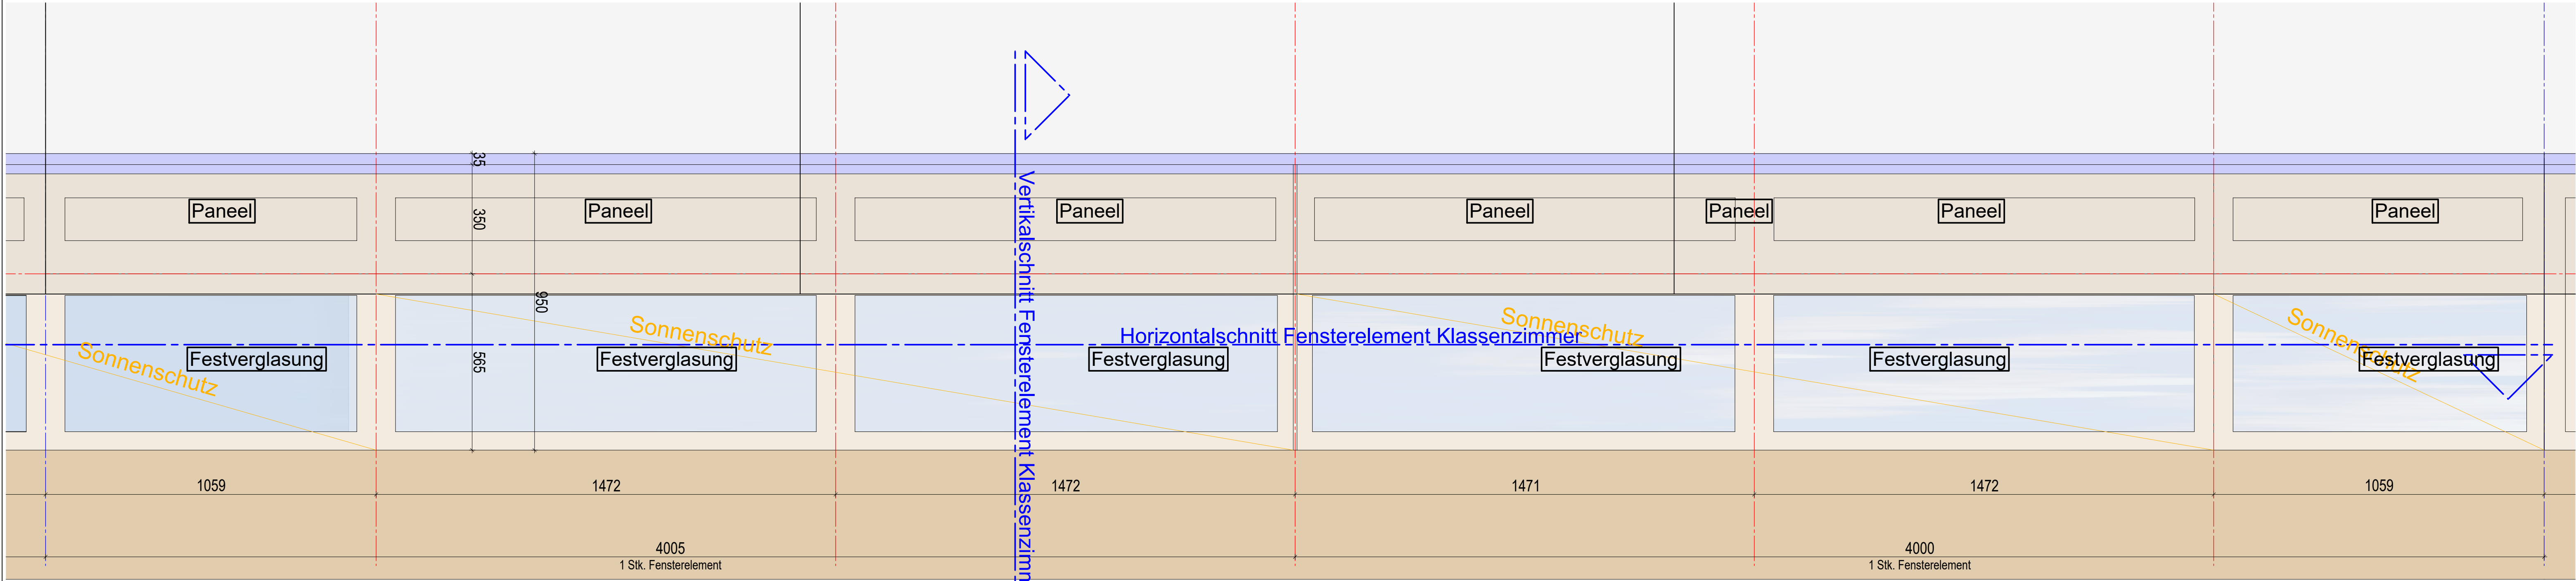 35
Paneel
Paneel
Paneel
Paneel
Paneel
Paneel
Paneel
350
950
Vertikalschnitt Fensterelement Klassenzimm
Sonnenschutz
Sonnenschutz
Horizontalschnitt Fensterelement Klassenzimmer
Sonnenschutz
Sonnenschutz
Festverglasung
Festverglasung
Festverglasung
Festverglasung
Festverglasung
Festverglasung
565
1059
1472
1472
1471
1472
1059
4005
4000
1 Stk. Fensterelement
1 Stk. Fensterelement